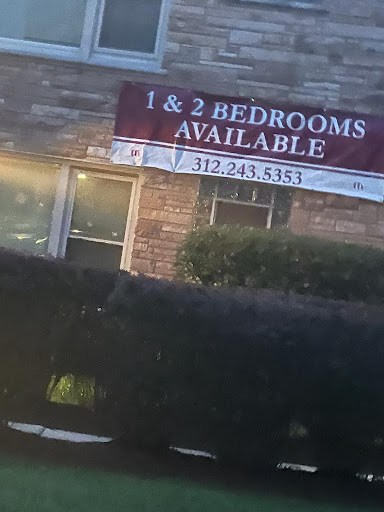 1 & 2 BEDROOMS
AVAILABLE
312.243.5353